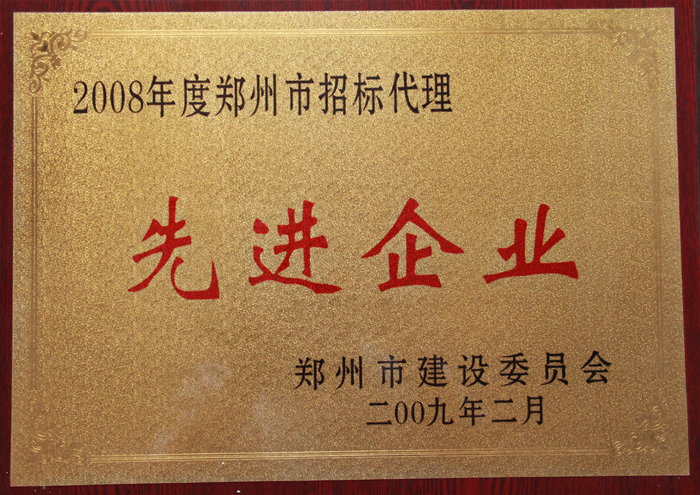 2008年度郑州市招标代理
先进企业
郑州市建设委员会
二00九年二月